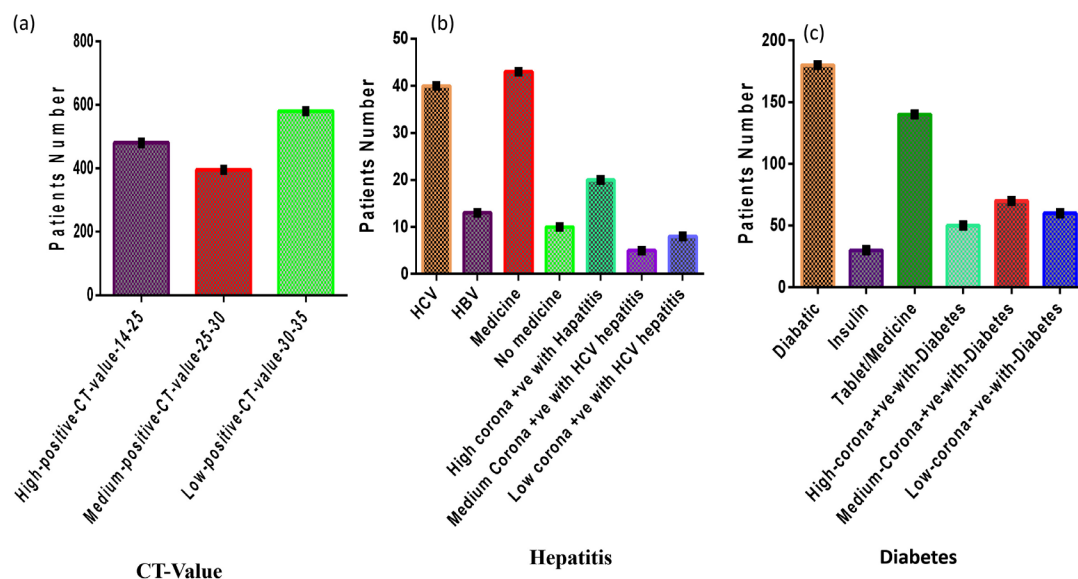 (a)
Patients Number
800
600
400
200
0
High-positive-CT-value-14-25
Medium-positive-CT-value-25-30
Low-positive-CT-value-30-35
CT-Value
(b)
Patients Number
50
40
30
20
10
0
HCV
HBV
Medicine
No medicine
High corona +ve with Hapatitis
Medium Corona +ve with HCV hepatitis
Low corona +ve with HCV hepatitis
Hepatitis
(c)
Patients Number
200
150
100
50
0
Diabatic
Insulin
Tablet/Medicine
High-corona-+ve-with-Diabetes
Medium-Corona-+ve-with-Diabetes
Low-corona-+ve-with-Diabetes
Diabetes